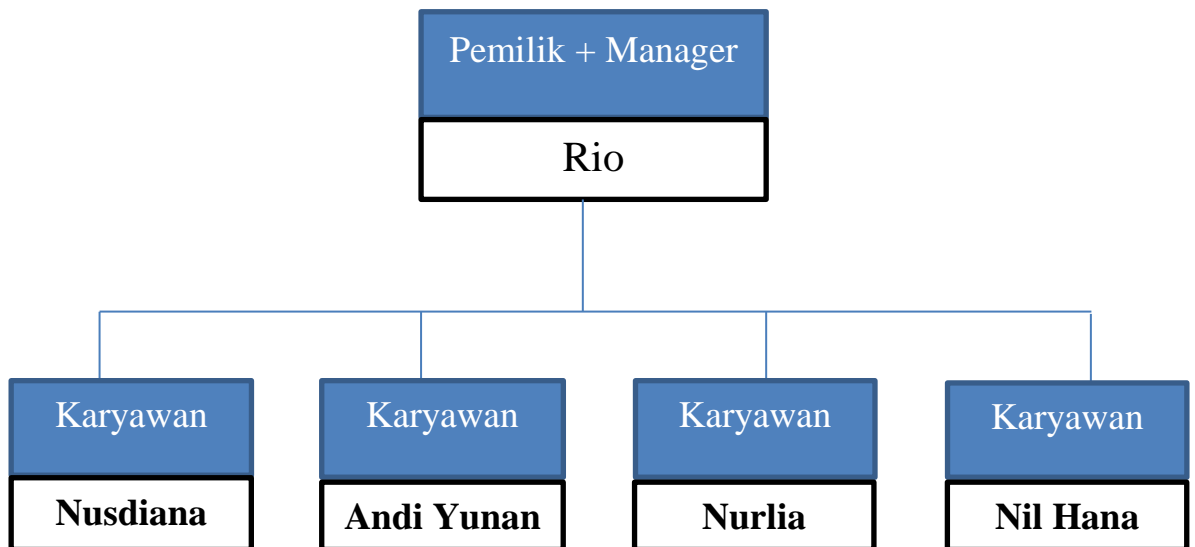 Pemilik + Manager
Rio
Karyawan
Karyawan
Karyawan
Karyawan
Nusdiana
Andi Yunan
Nurlia
Nil Hana